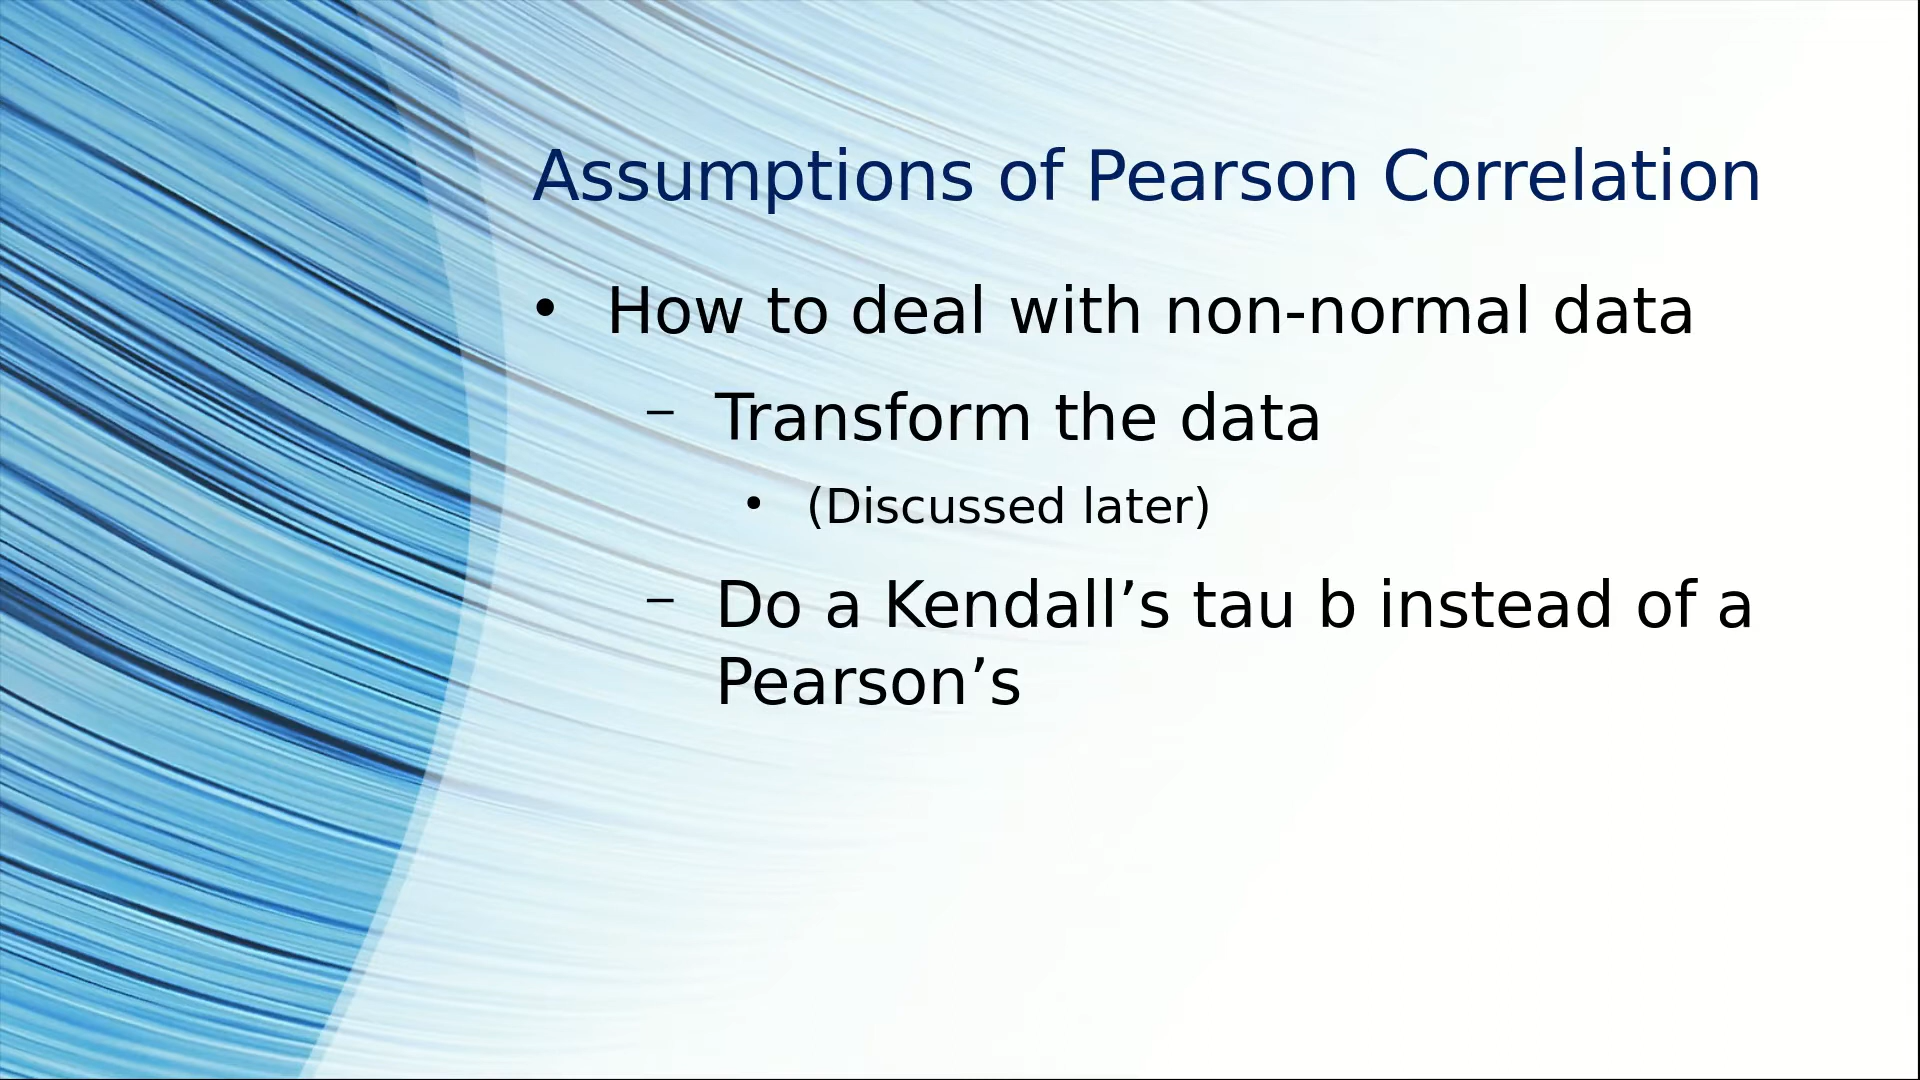 Assumptions of Pearson Correlation
• How to deal with non-normal data
– Transform the data
• (Discussed later)
– Do a Kendall’s tau b instead of a
Pearson’s